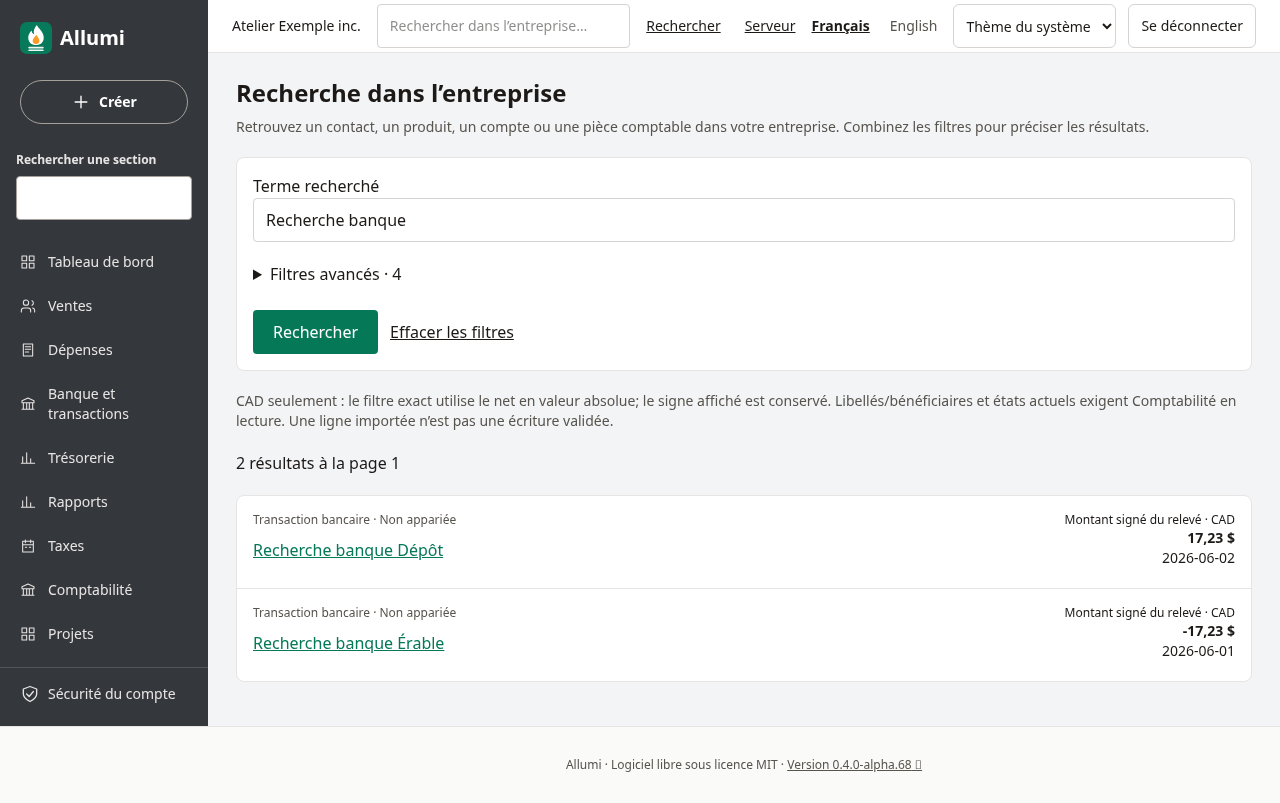 Allumi
Créer
Rechercher une section
Tableau de bord
Ventes
Dépenses
Banque et
transactions
Trésorerie
Rapports
Taxes
Comptabilité
Projets
Sécurité du compte
Atelier Exemple inc.
Rechercher dans l’entreprise…
Rechercher
Serveur
Français
English
Thème du système
Se déconnecter
Recherche dans l’entreprise
Retrouvez un contact, un produit, un compte ou une pièce comptable dans votre entreprise. Combinez les filtres pour préciser les résultats.
Terme recherché
Recherche banque
Filtres avancés · 4
Rechercher
Effacer les filtres
CAD seulement : le filtre exact utilise le net en valeur absolue; le signe affiché est conservé. Libellés/bénéficiaires et états actuels exigent Comptabilité en
lecture. Une ligne importée n’est pas une écriture validée.
2 résultats à la page 1
Transaction bancaire · Non appariée
Recherche banque Dépôt
Montant signé du relevé · CAD
17,23 $
2026-06-02
Transaction bancaire · Non appariée
Recherche banque Érable
Montant signé du relevé · CAD
-17,23 $
2026-06-01
Allumi · Logiciel libre sous licence MIT · Version 0.4.0-alpha.68